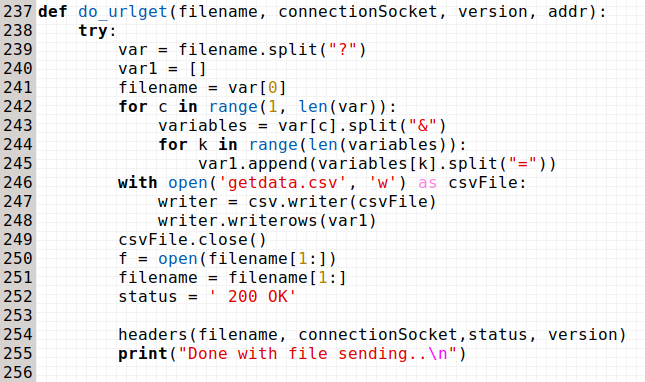 237 def do_urlget(filename, connectionSocket, version, addr):
238     try:
239         var = filename.split("?")
240         var1 = []
241         filename = var[0]
242         for c in range(1, len(var)):
243             variables = var[c].split("&")
244             for k in range(len(variables)):
245                 var1.append(variables[k].split("="))
246         with open('getdata.csv', 'w') as csvFile:
247             writer = csv.writer(csvFile)
248             writer.writerows(var1)
249         csvFile.close()
250         f = open(filename[1:])
251         filename = filename[1:]
252         status = ' 200 OK'
253
254         headers(filename, connectionSocket,status, version)
255         print("Done with file sending..\n")
256